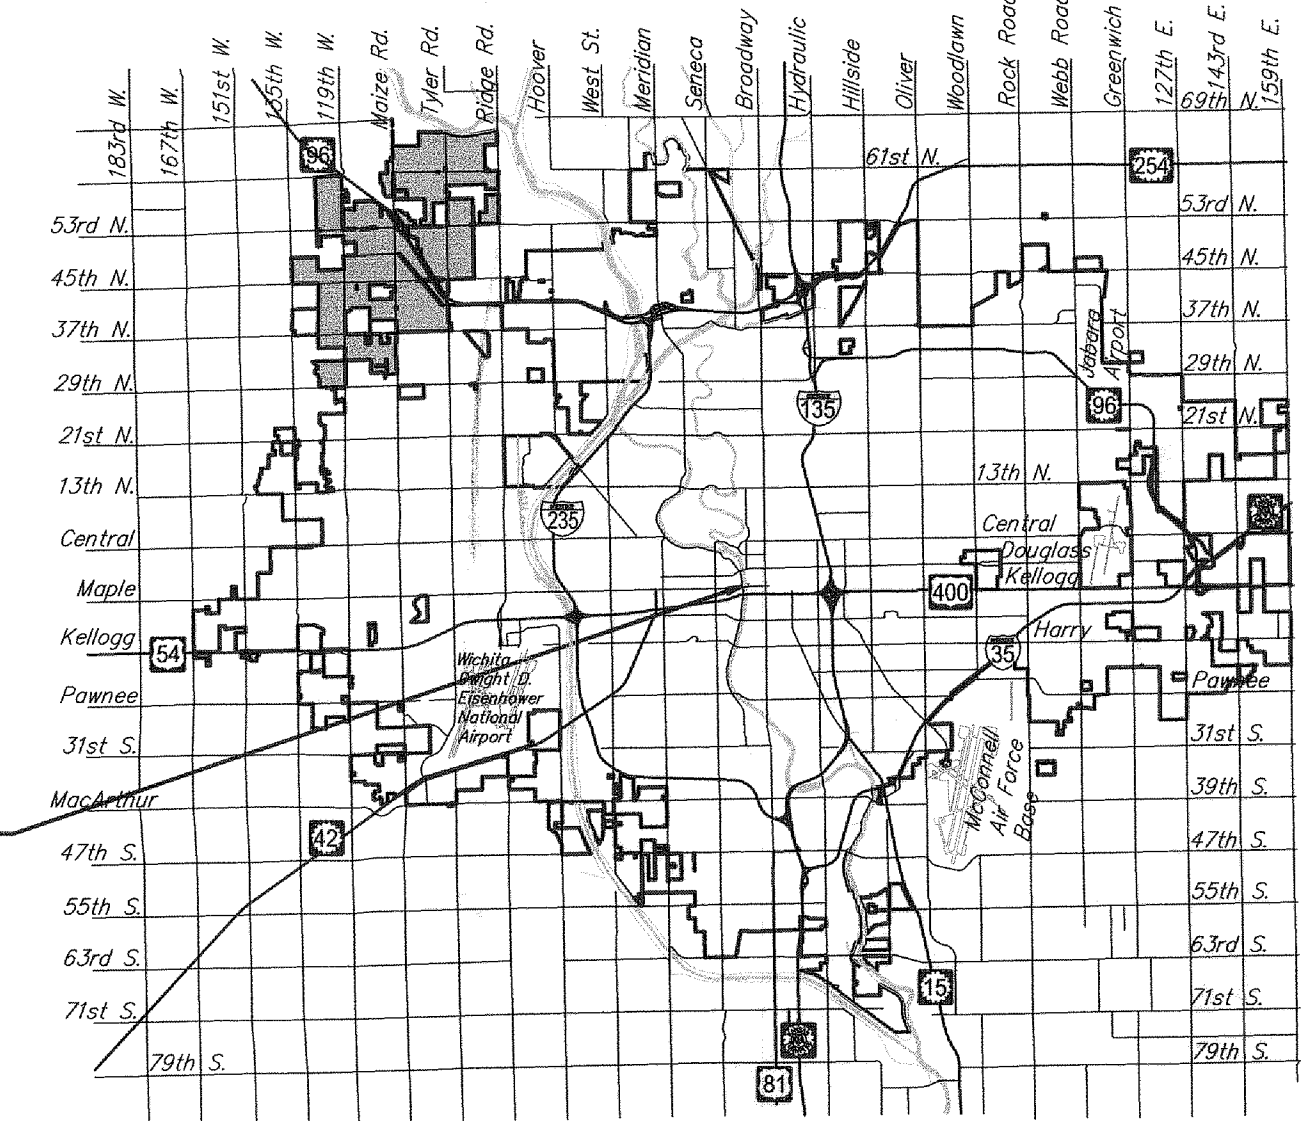 183rd W.
167th W.
151st W.
135th W.
119th W.
Maize Rd.
Tyler Rd.
Ridge Rd.
Hoover
West St.
Meridian
Seneca
Broadway
Hydraulic
Hillside
Oliver
Woodlawn
Rock Road
Webb Road
Greenwich
127th E.
143rd E.
159th E.
69th N.
96
61st N.
254
53rd N.
53rd N.
45th N.
45th N.
37th N.
37th N.
Jabara
Airport
29th N.
29th N.
135
96
21st N.
21st N.
13th N.
13th N.
235
Central
Central
Douglass
Maple
Kellogg
400
Kellogg
54
Harry
35
Wichita
Dwight D.
Eisenhower
National
Airport
Pawnee
Pawnee
31st S.
31st S.
McConnell
Air Force
Base
MacArthur
39th S.
42
47th S.
47th S.
55th S.
55th S.
63rd S.
63rd S.
15
71st S.
71st S.
79th S.
79th S.
81